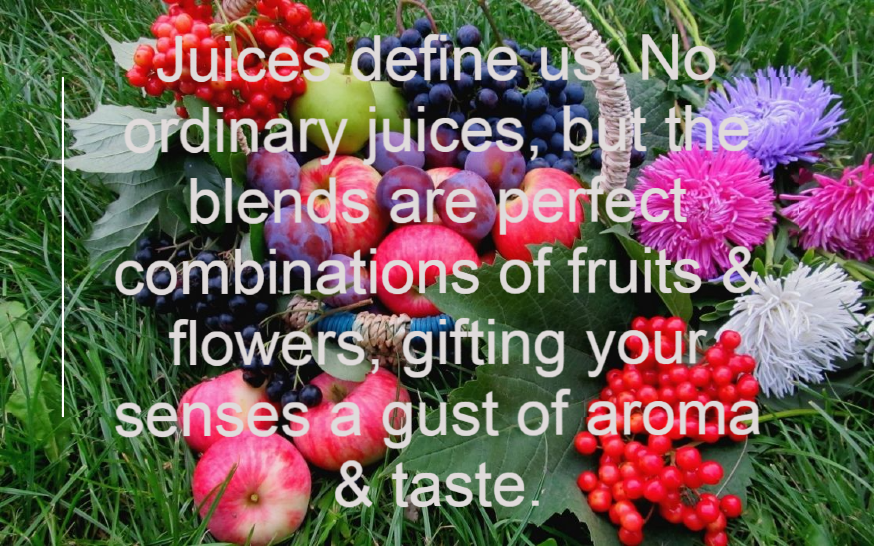 Juices define us. No
ordinary juices, but the
blends are perfect
combinations of fruits &
flowers, gifting your
senses a gust of aroma
& taste.